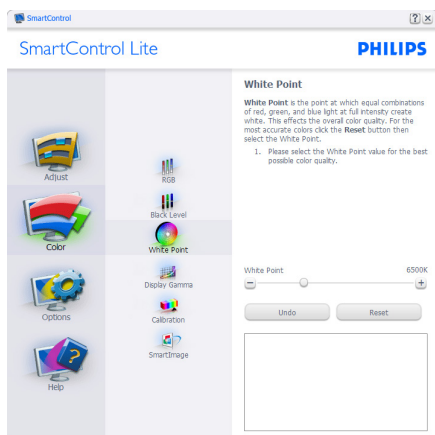 SmartControl
SmartControl Lite
PHILIPS
Adjust
Color
Options
Help
RGB
Black Level
White Point
Display Gamma
Calibration
SmartImage
White Point
White Point is the point at which equal combinations
of red, green, and blue light at full intensity create
white. This effects the overall color quality. For the
most accurate colors click the Reset button then
select the White Point.
1. Please select the White Point value for the best
possible color quality.
White Point 6500K
Undo Reset